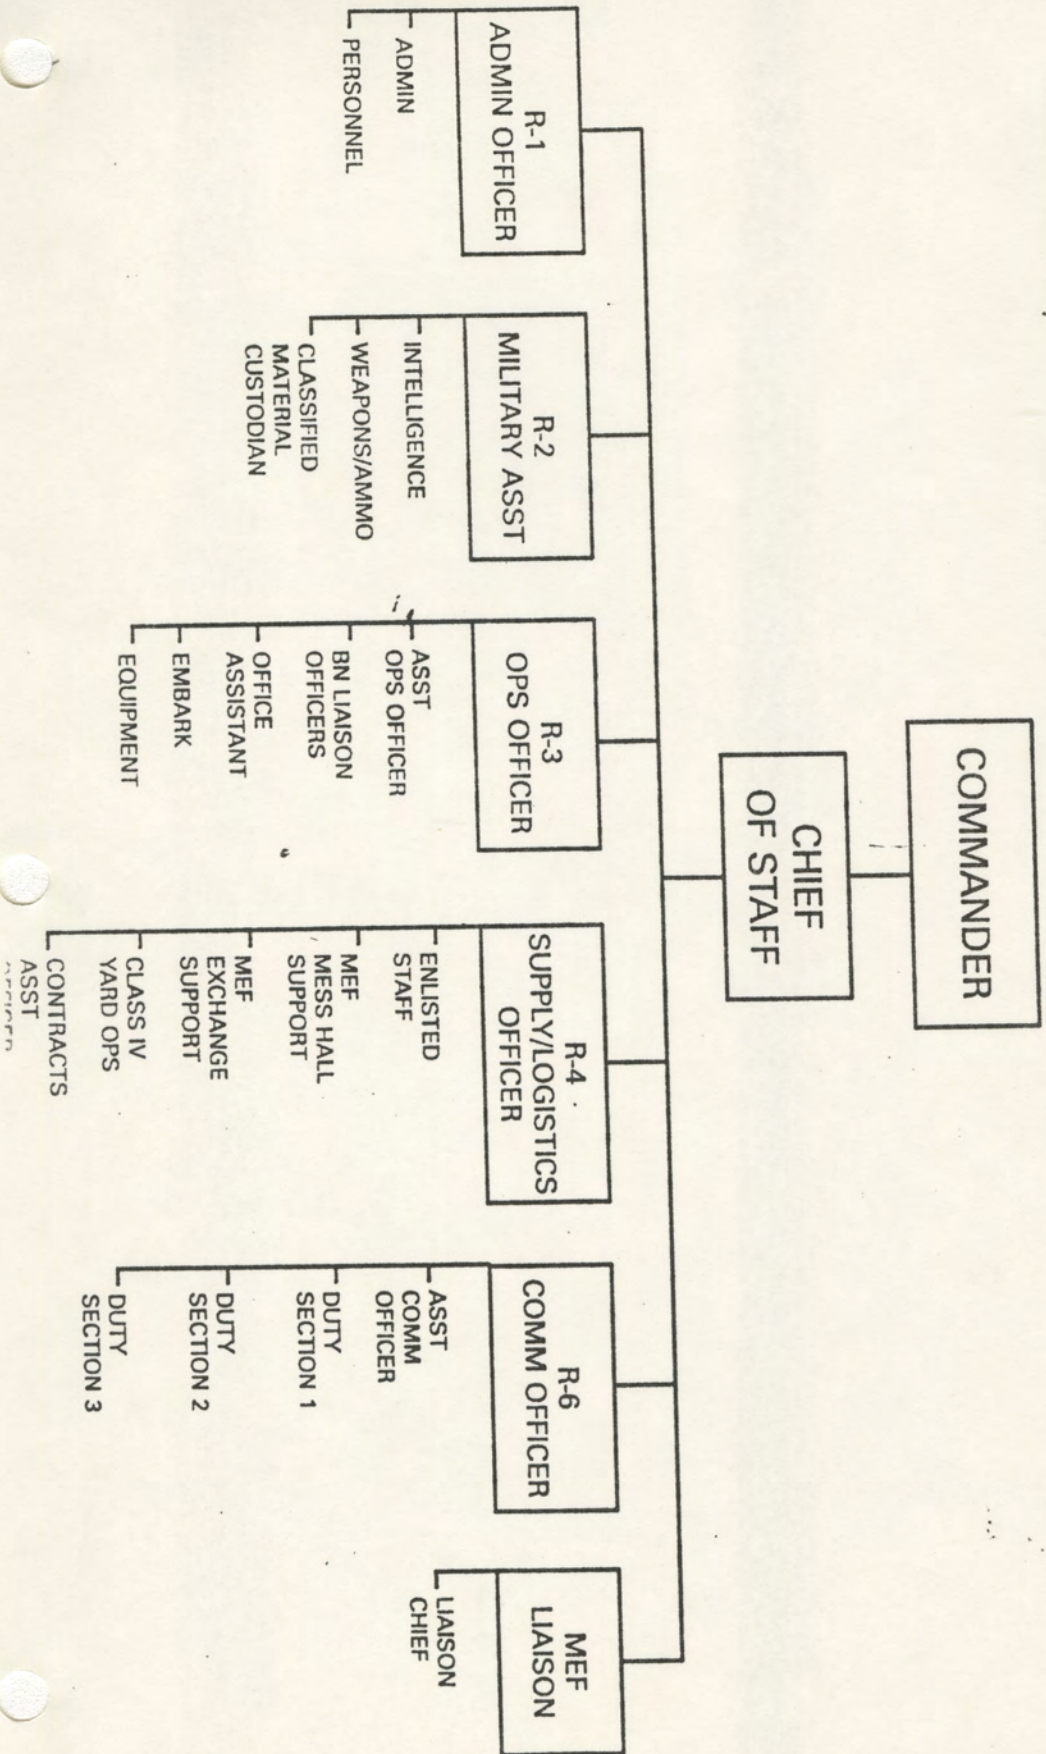 COMMANDER
CHIEF
OF STAFF
R-1
ADMIN OFFICER
ADMIN
PERSONNEL
R-2
MILITARY ASST
INTELLIGENCE
WEAPONS/AMMO
CLASSIFIED
MATERIAL
CUSTODIAN
R-3
OPS OFFICER
ASST
OPS OFFICER
BN LIAISON
OFFICERS
OFFICE
ASSISTANT
EMBARK
EQUIPMENT
R-4
SUPPLY/LOGISTICS
OFFICER
ENLISTED
STAFF
MEF
MESS HALL
SUPPORT
MEF
EXCHANGE
SUPPORT
CLASS IV
YARD OPS
CONTRACTS
ASST
R-6
COMM OFFICER
ASST
COMM
OFFICER
DUTY
SECTION 1
DUTY
SECTION 2
DUTY
SECTION 3
MEF
LIAISON
LIAISON
CHIEF